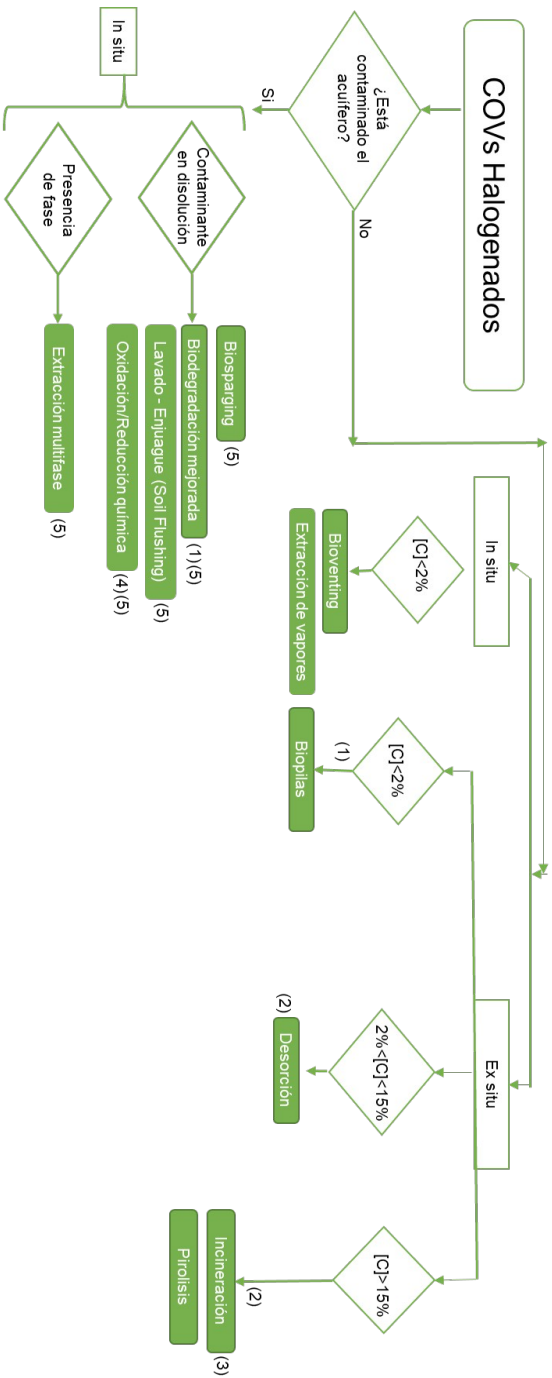 COVs Halogenados
¿Está
contaminado el
acuífero?
Si
No
In situ
Contaminante
en disolución
Presencia
de fase
Biosparging
(5)
Biodegradación mejorada
(1)(5)
Lavado - Enjuague (Soil Flushing)
(5)
Oxidación/Reducción química
(4)(5)
Extracción multifase
(5)
In situ
[C]<2%
Bioventing
Extracción de vapores
Ex situ
[C]<2%
(1)
Biopilas
2%<[C]<15%
(2)
Desorción
[C]>15%
(2)
Incineración
(3)
Pirolisis